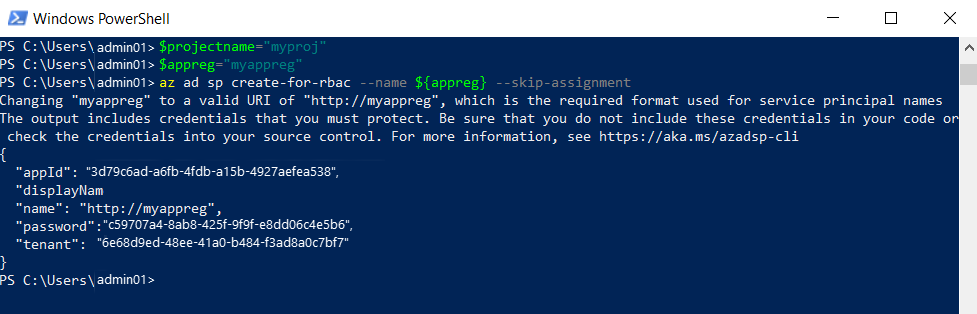 Windows PowerShell
PS C:\Users\admin01> $projectname="myproj"
PS C:\Users\admin01> $appreg="myappreg"
PS C:\Users\admin01> az ad sp create-for-rbac --name ${appreg} --skip-assignment
Changing "myappreg" to a valid URI of "http://myappreg", which is the required format used for service principal names
The output includes credentials that you must protect. Be sure that you do not include these credentials in your code or
check the credentials into your source control. For more information, see https://aka.ms/azadsp-cli
{
"appId": "3d79c6ad-a6fb-4fdb-a15b-4927aefea538",
"displayNam
"name": "http://myappreg",
"password":"c59707a4-8ab8-425f-9f9f-e8dd06c4e5b6",
"tenant": "6e68d9ed-48ee-41a0-b484-f3ad8a0c7bf7"
}
PS C:\Users\admin01>